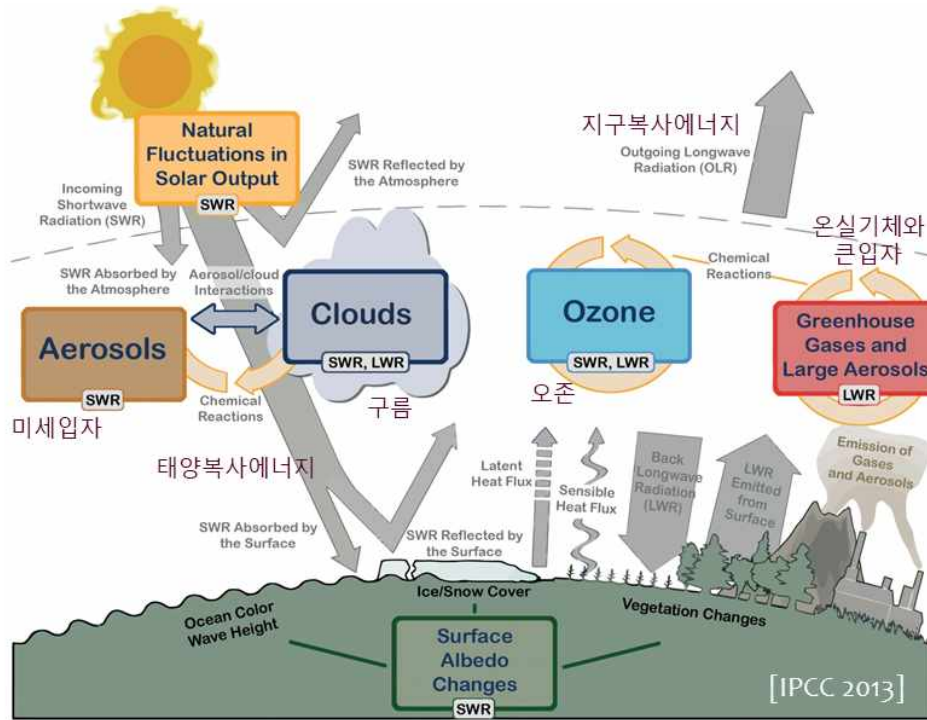 Natural
Fluctuations in
Solar Output
SWR
Incoming
Shortwave
Radiation (SWR)
SWR Reflected by
the Atmosphere
지구복사에너지
Outgoing Longwave
Radiation (OLR)
SWR Absorbed by
the Atmosphere
Aerosol/cloud
Interactions
Chemical
Reactions
온실기체와
큰입자
Aerosols
SWR
미세입자
Clouds
SWR, LWR
구름
Chemical
Reactions
Ozone
SWR, LWR
오존
Greenhouse
Gases and
Large Aerosols
LWR
태양복사에너지
Latent
Heat Flux
Sensible
Heat Flux
Back
Longwave
Radiation
(LWR)
LWR
Emitted
from
Surface
Emission of
Gases
and Aerosols
SWR Absorbed by
the Surface
SWR Reflected by
the Surface
Ice/Snow Cover
Ocean Color
Wave Height
Vegetation Changes
Surface
Albedo
Changes
SWR
[IPCC 2013]